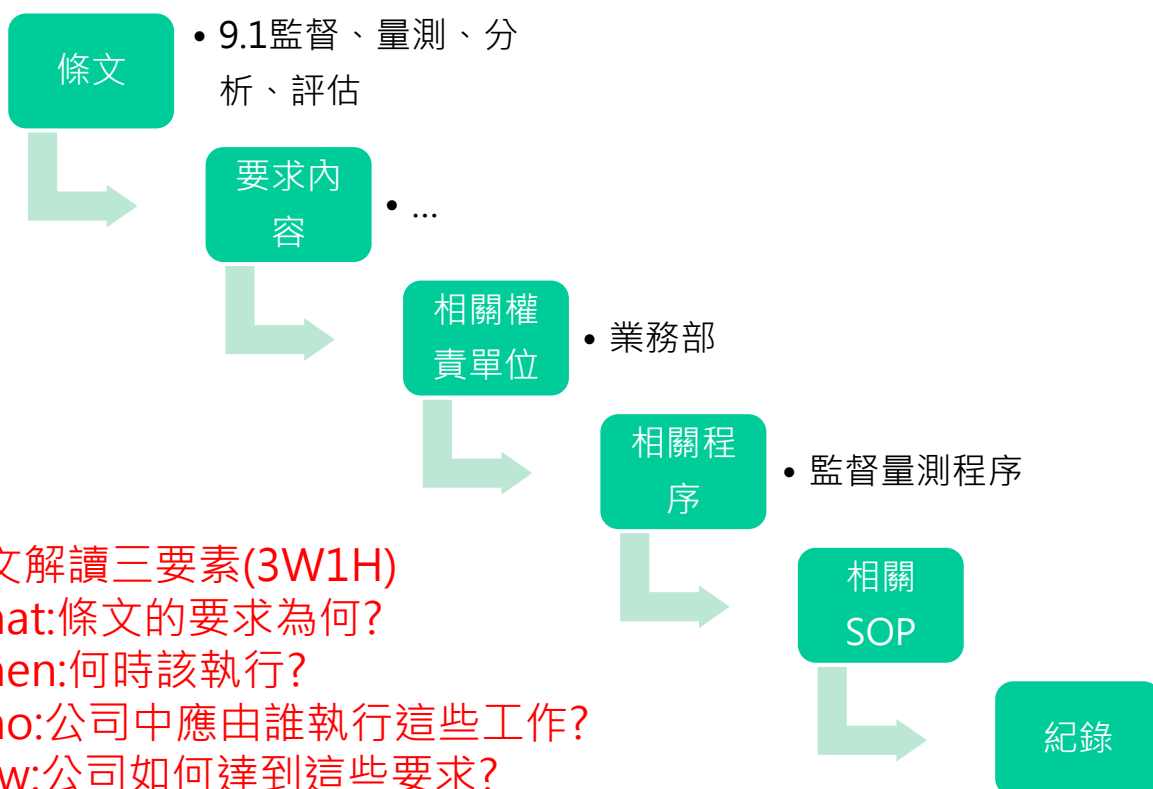 條文
• 9.1監督、量測、分
析、評估
要求內
容
• ...
相關權
責單位
• 業務部
相關程
序
• 監督量測程序
相關
SOP
紀錄
文解讀三要素(3W1H)
hat:條文的要求為何?
hen:何時該執行?
ho:公司中應由誰執行這些工作?
w:公司如何達到這些要求?